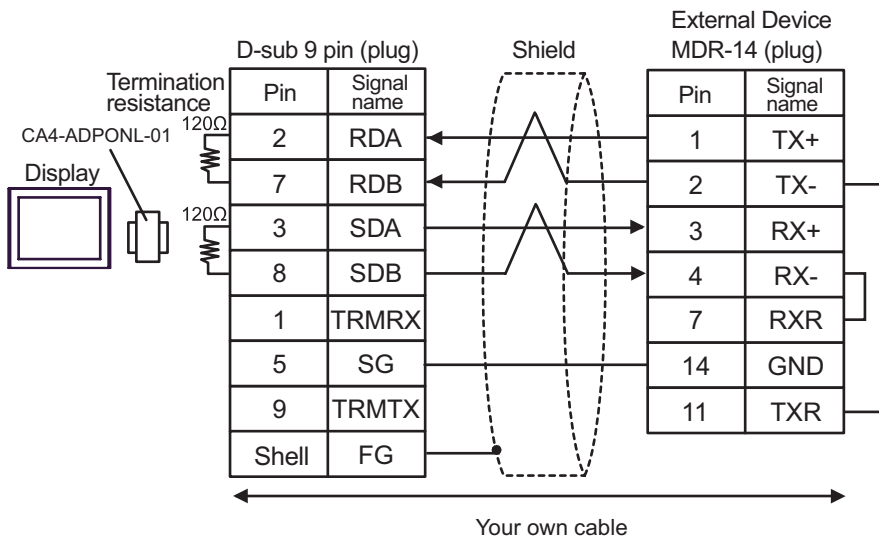 External Device
D-sub 9 pin (plug)
Shield
MDR-14 (plug)
Termination
resistance
CA4-ADPONL-01
Display
120Ω
120Ω
Pin Signal name
2 RDA
7 RDB
3 SDA
8 SDB
1 TRMRX
5 SG
9 TRMTX
Shell FG
Pin Signal name
1 TX+
2 TX-
3 RX+
4 RX-
7 RXR
14 GND
11 TXR
Your own cable